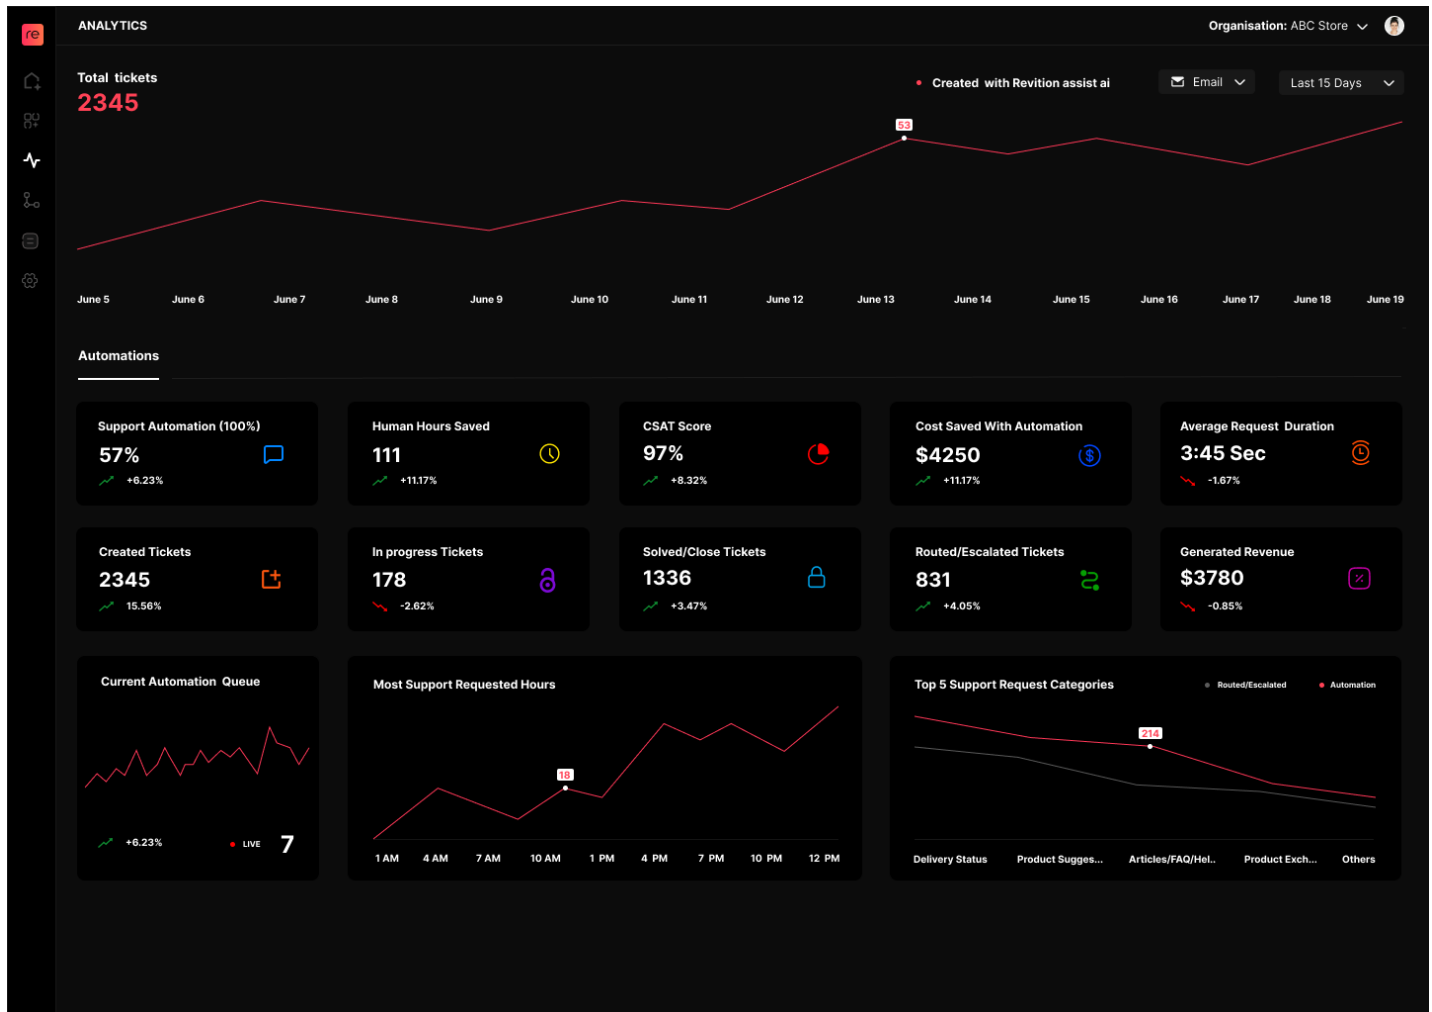 re
ANALYTICS
Organisation: ABC Store
Total tickets
2345
Created with Revition assist ai
Email
Last 15 Days
53
June 5 June 6 June 7 June 8 June 9 June 10 June 11 June 12 June 13 June 14 June 15 June 16 June 17 June 18 June 19
Automations
Support Automation (100%)
57%
+6.23%
Human Hours Saved
111
+11.17%
CSAT Score
97%
+8.32%
Cost Saved With Automation
$4250
+11.17%
Average Request Duration
3:45 Sec
-1.67%
Created Tickets
2345
15.56%
In progress Tickets
178
-2.62%
Solved/Close Tickets
1336
+3.47%
Routed/Escalated Tickets
831
+4.05%
Generated Revenue
$3780
-0.85%
Current Automation Queue
+6.23%
LIVE
7
Most Support Requested Hours
18
1 AM 4 AM 7 AM 10 AM 1 PM 4 PM 7 PM 10 PM 12 PM
Top 5 Support Request Categories
Routed/Escalated
Automation
214
Delivery Status Product Sugges... Articles/FAQ/Hel.. Product Exch... Others